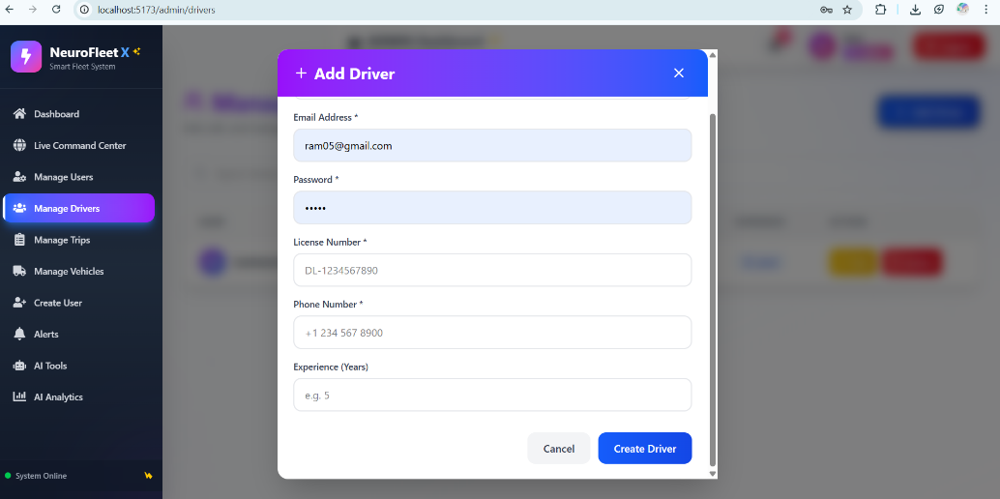 localhost:5173/admin/drivers
NeuroFleet X
Smart Fleet System
Dashboard
Live Command Center
Manage Users
Manage Drivers
Manage Trips
Manage Vehicles
Create User
Alerts
AI Tools
AI Analytics
System Online
+ Add Driver
Email Address *
ram05@gmail.com
Password *
•••••
License Number *
DL-1234567890
Phone Number *
+1 234 567 8900
Experience (Years)
e.g. 5
Cancel
Create Driver